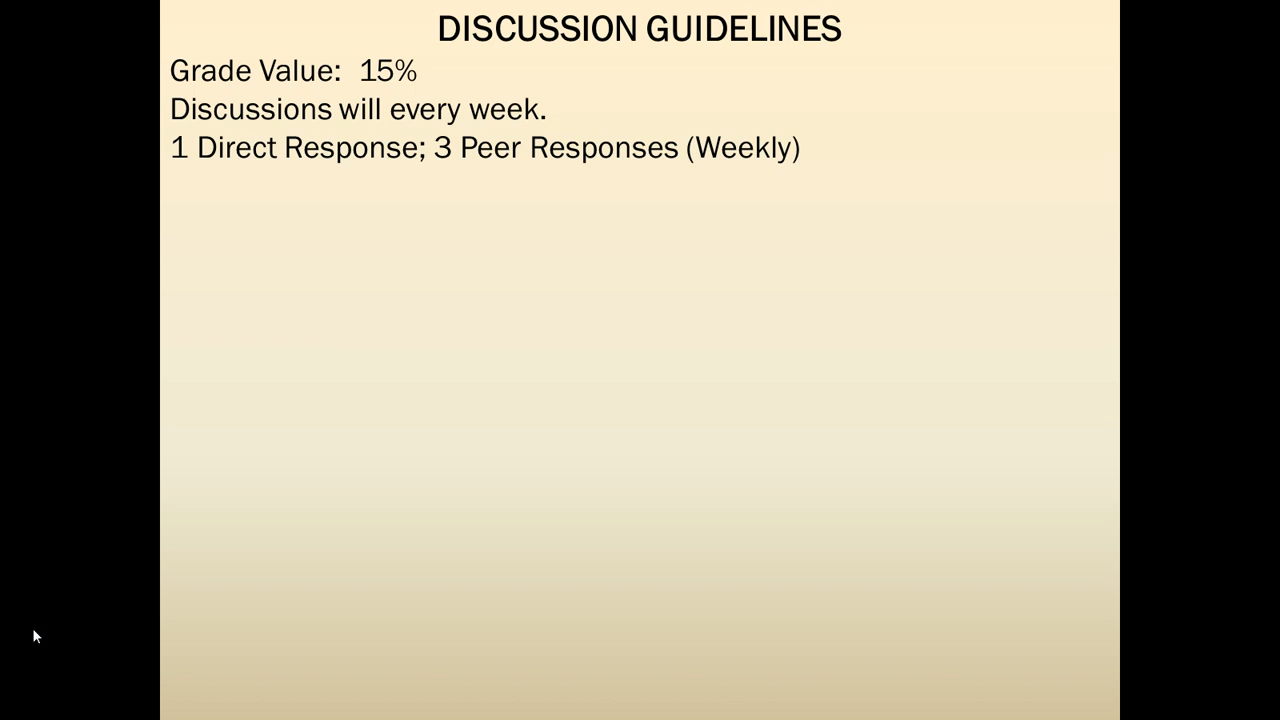 DISCUSSION GUIDELINES
Grade Value:  15%
Discussions will every week.
1 Direct Response; 3 Peer Responses (Weekly)